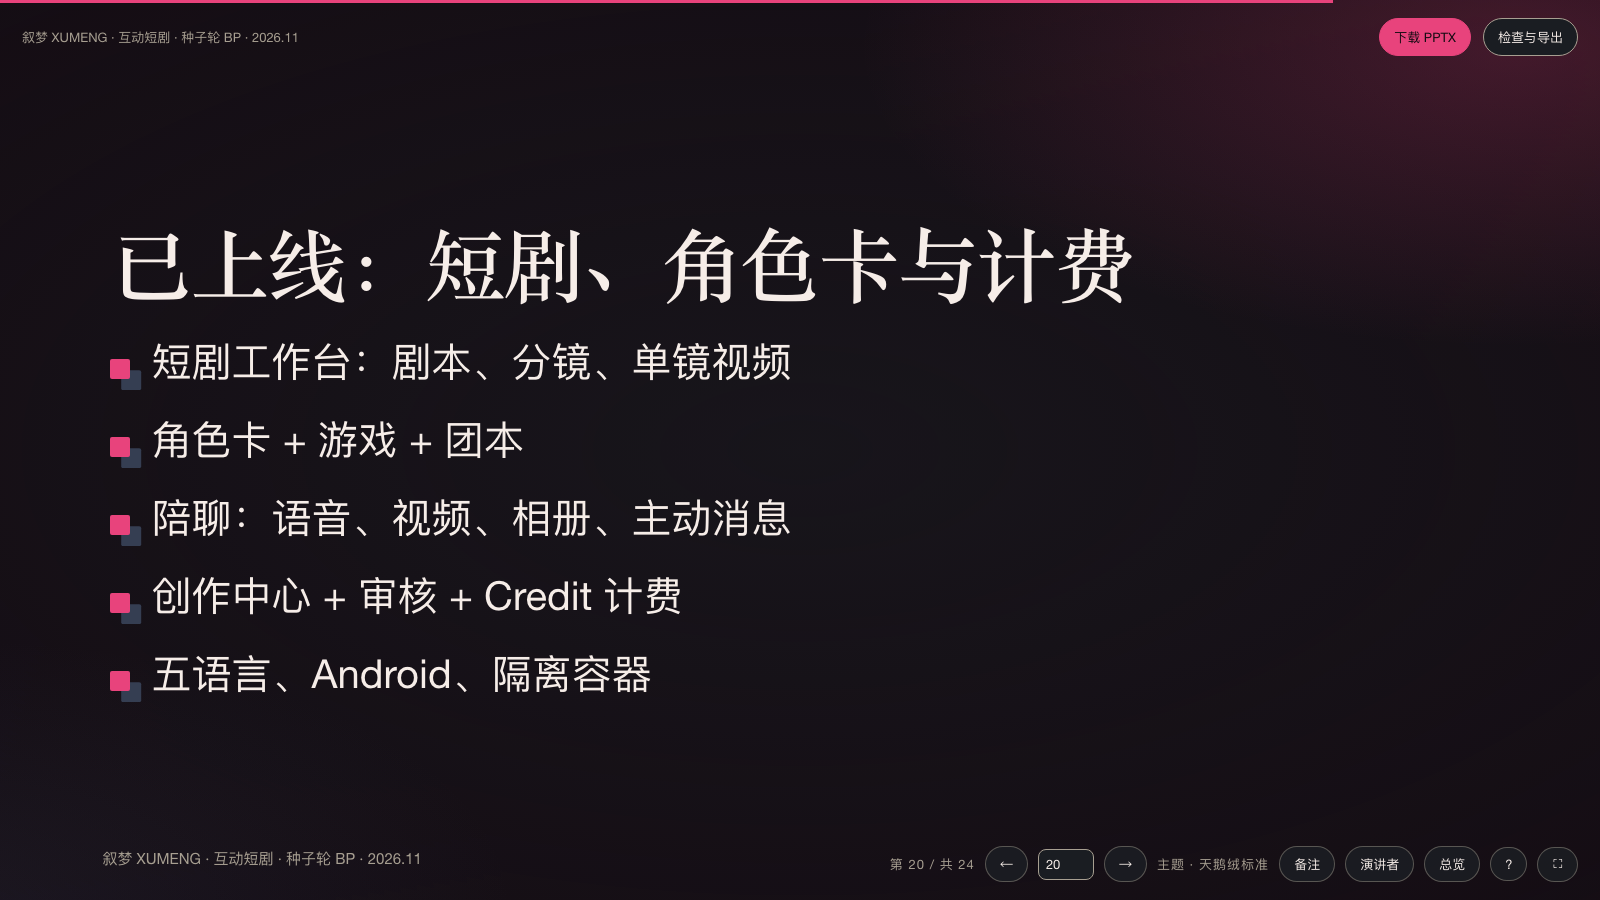 叙梦 XUMENG · 互动短剧 · 种子轮 BP · 2026.11
下载 PPTX
检查与导出
已上线：短剧、角色卡与计费
短剧工作台：剧本、分镜、单镜视频
角色卡 + 游戏 + 团本
陪聊：语音、视频、相册、主动消息
创作中心 + 审核 + Credit 计费
五语言、Android、隔离容器
叙梦 XUMENG · 互动短剧 · 种子轮 BP · 2026.11
第 20 / 共 24
←
20
→
主题 · 天鹅绒标准
备注
演讲者
总览
?